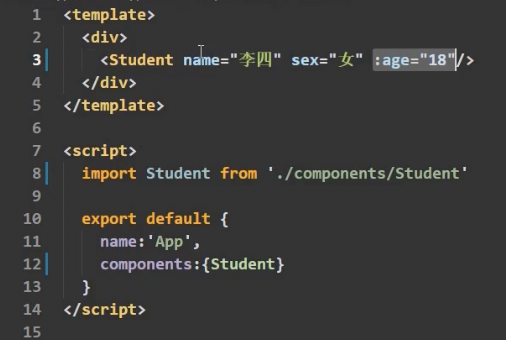 1 <template>
2   <div>
3     <Student name="李四" sex="女" :age="18"/>
4   </div>
5 </template>
6
7 <script>
8   import Student from './components/Student'
9
10   export default {
11     name:'App',
12     components:{Student}
13   }
14 </script>
15